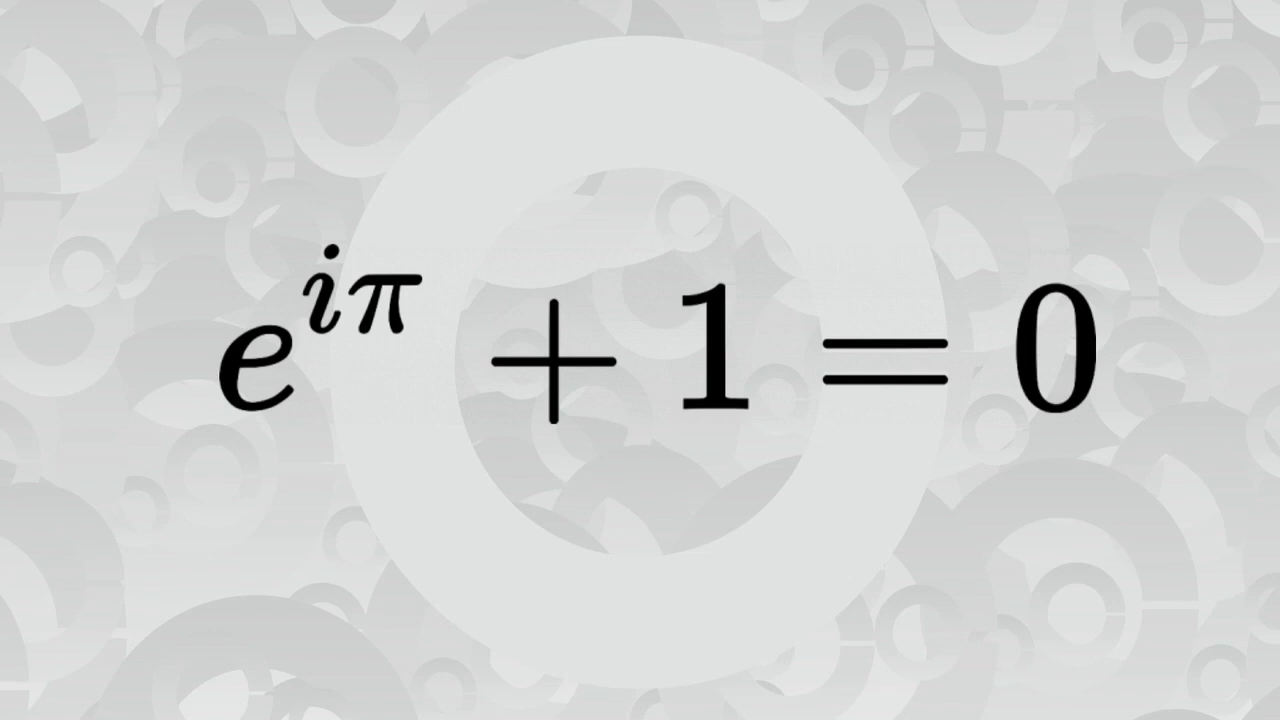 e^{iπ} + 1 = 0